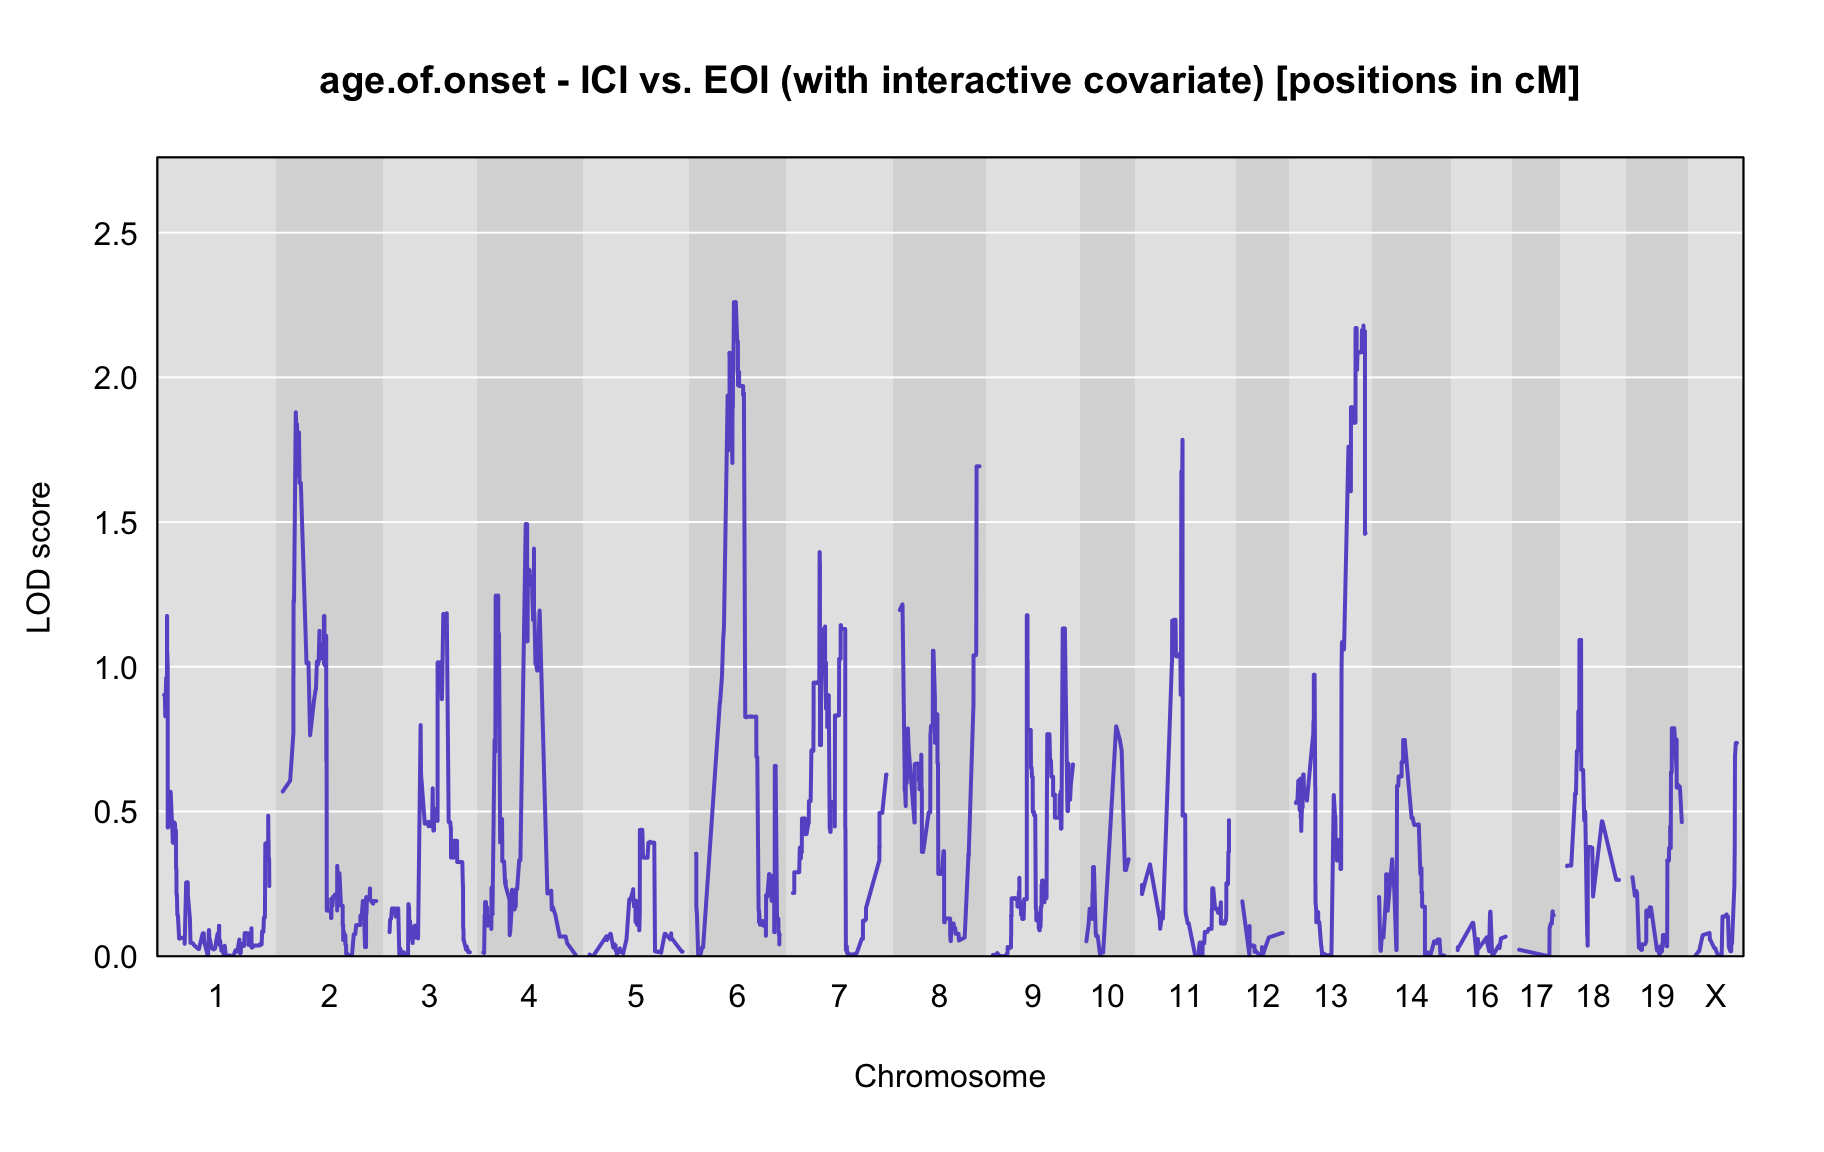 age.of.onset - ICI vs. EOI (with interactive covariate) [positions in cM]
2.5
2.0
1.5
1.0
0.5
0.0
LOD score
1 2 3 4 5 6 7 8 9 10 11 12 13 14 16 17 18 19 X
Chromosome